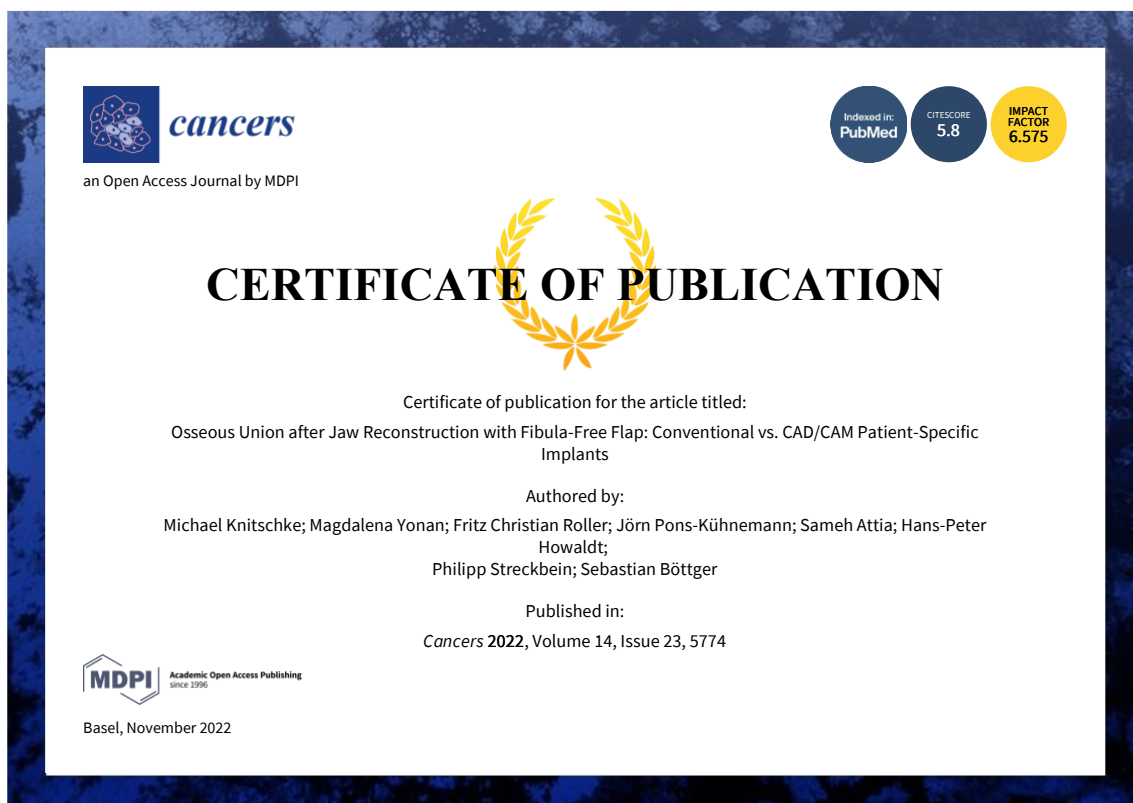 cancers
an Open Access Journal by MDPI
Indexed in:
PubMed
CITESCORE
5.8
IMPACT
FACTOR
6.575
CERTIFICATE OF PUBLICATION
Certificate of publication for the article titled:
Osseous Union after Jaw Reconstruction with Fibula-Free Flap: Conventional vs. CAD/CAM Patient-Specific
Implants
Authored by:
Michael Knitschke; Magdalena Yonan; Fritz Christian Roller; Jörn Pons-Kühnemann; Sameh Attia; Hans-Peter
Howaldt;
Philipp Streckbein; Sebastian Böttger
Published in:
Cancers 2022, Volume 14, Issue 23, 5774
MDPI
Academic Open Access Publishing
since 1996
Basel, November 2022